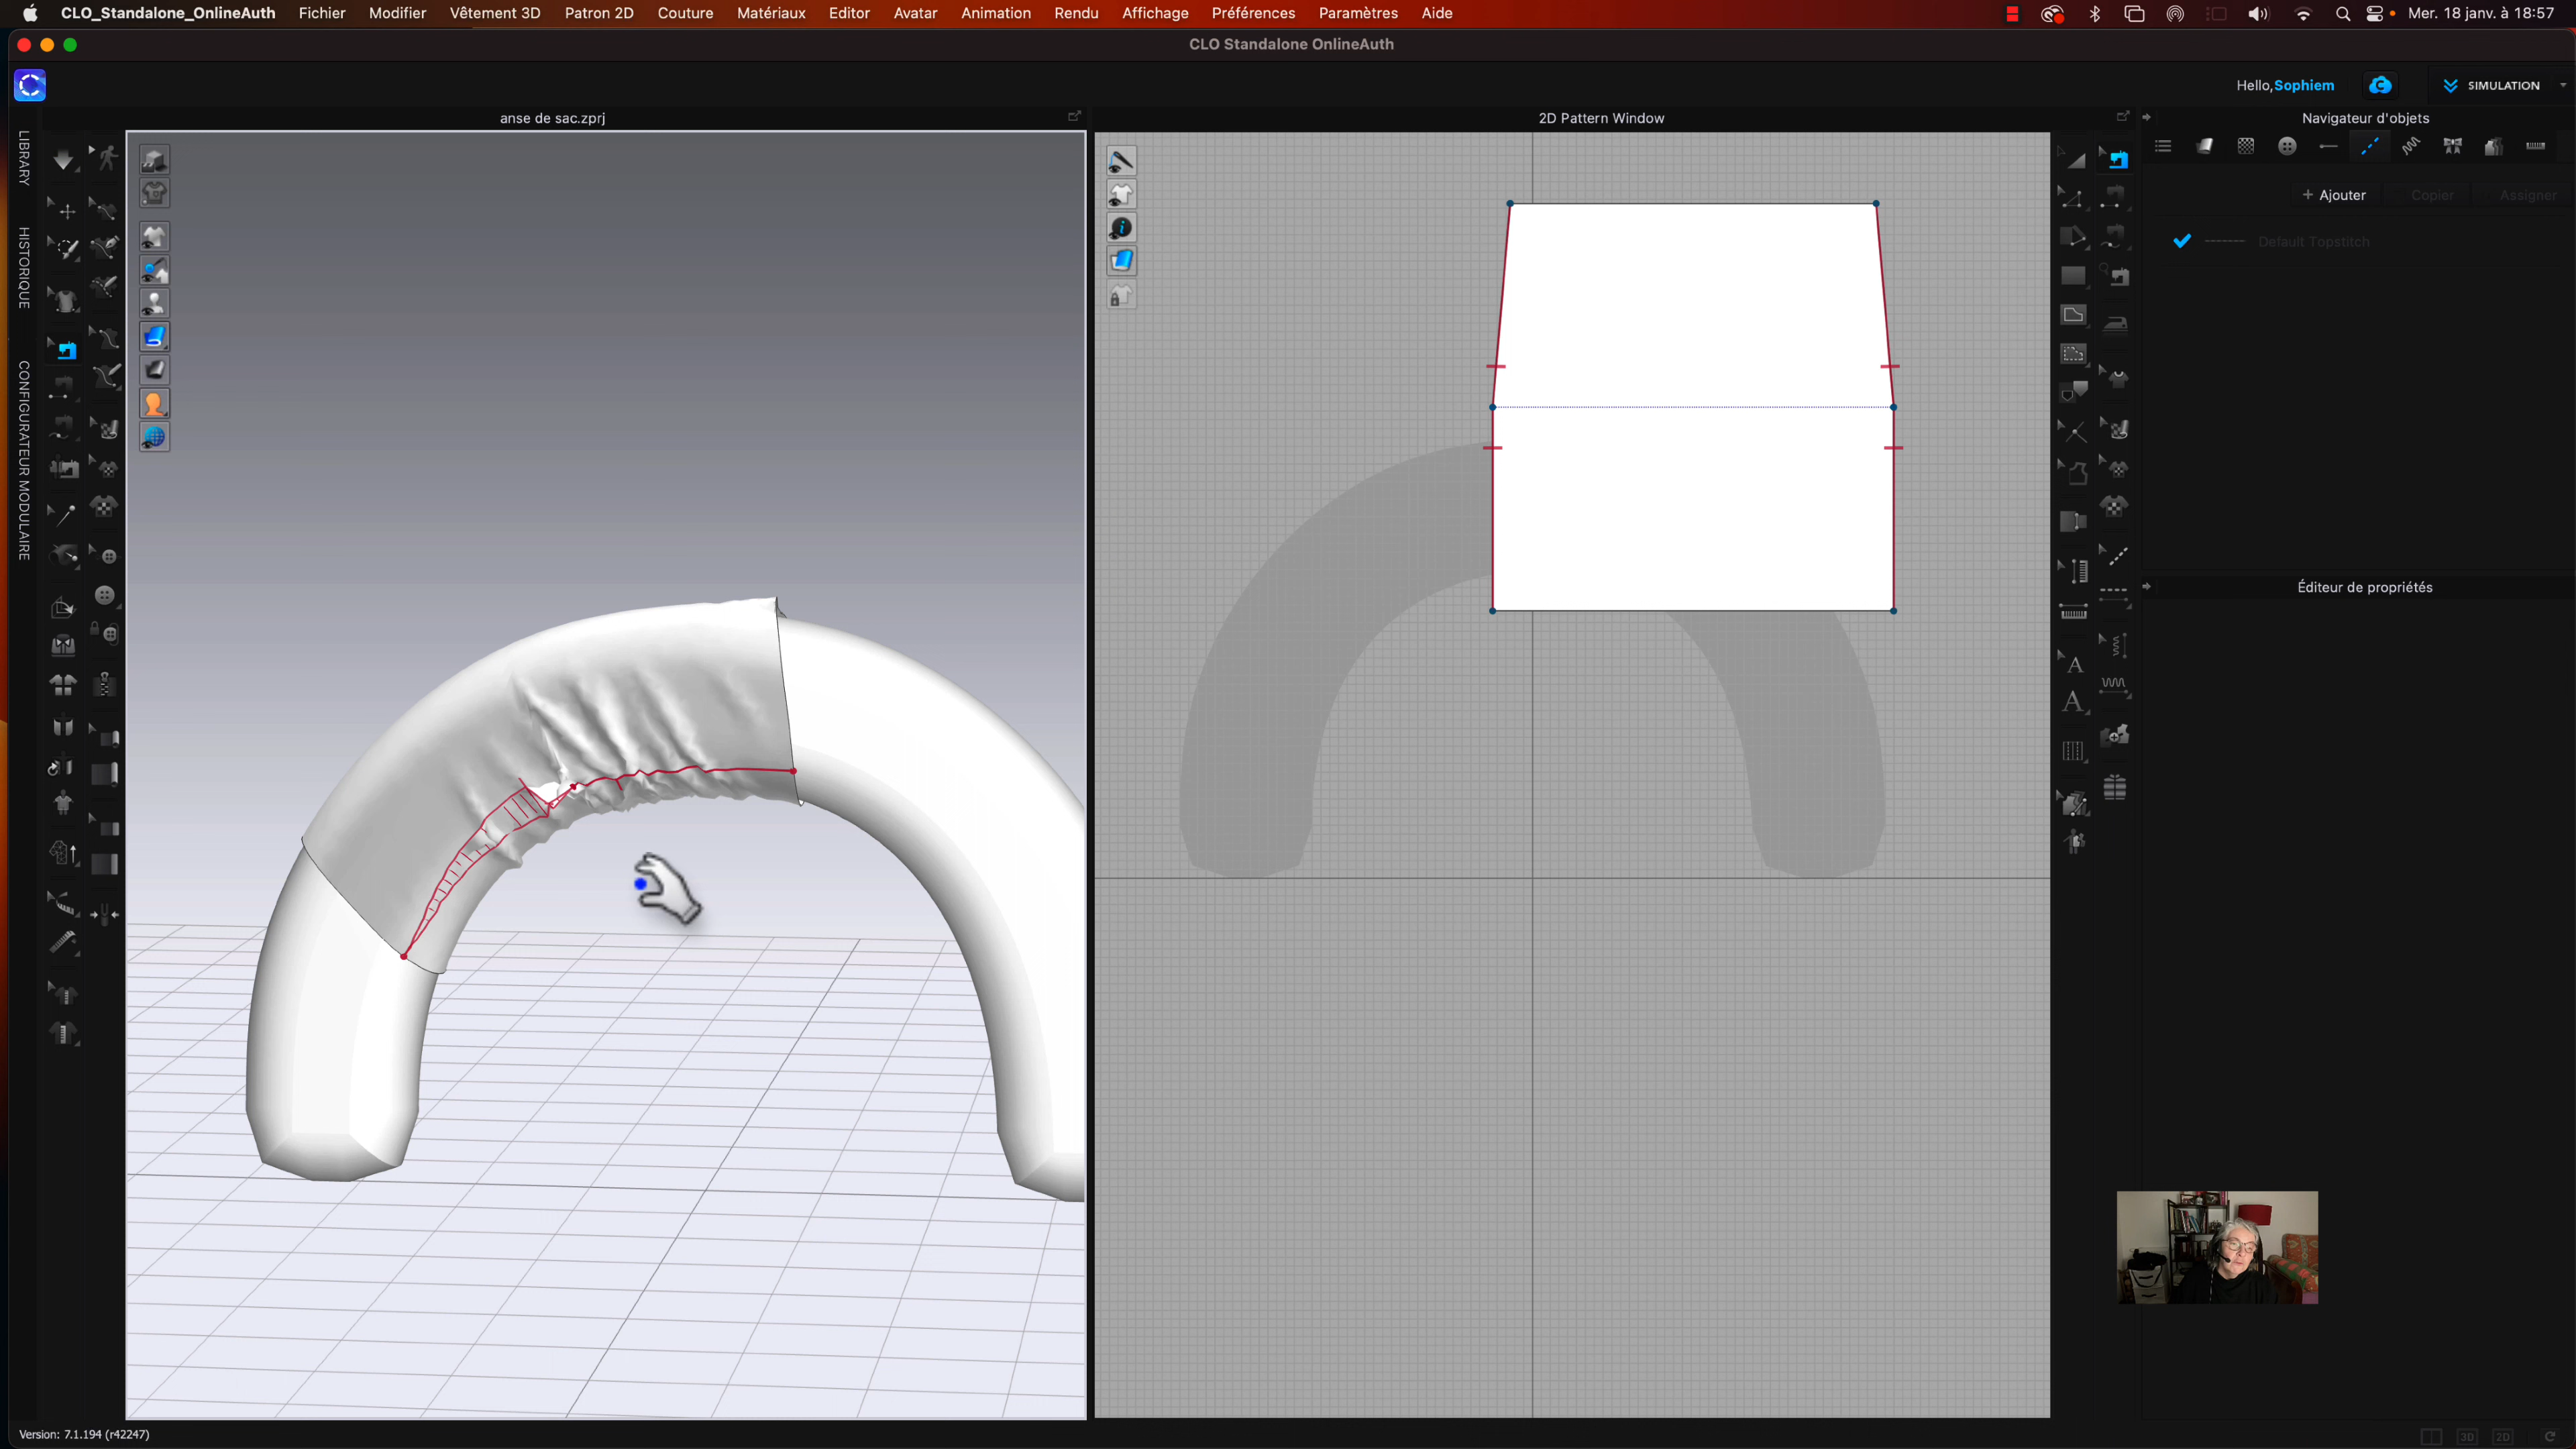 CLO_Standalone_OnlineAuth Fichier Modifier Vêtement 3D Patron 2D Couture Matériaux Editor Avatar Animation Rendu Affichage Préférences Paramètres Aide Mer. 18 janv. à 18:57
CLO Standalone OnlineAuth
Hello,Sophiem SIMULATION
anse de sac.zprj 2D Pattern Window Navigateur d'objets
LIBRARY
HISTORIQUE
CONFIGURATEUR MODULAIRE
+ Ajouter Copier Assigner
Default Topstitch
Éditeur de propriétés
A
A
Version: 7.1.194 (r42247)
3D 2D